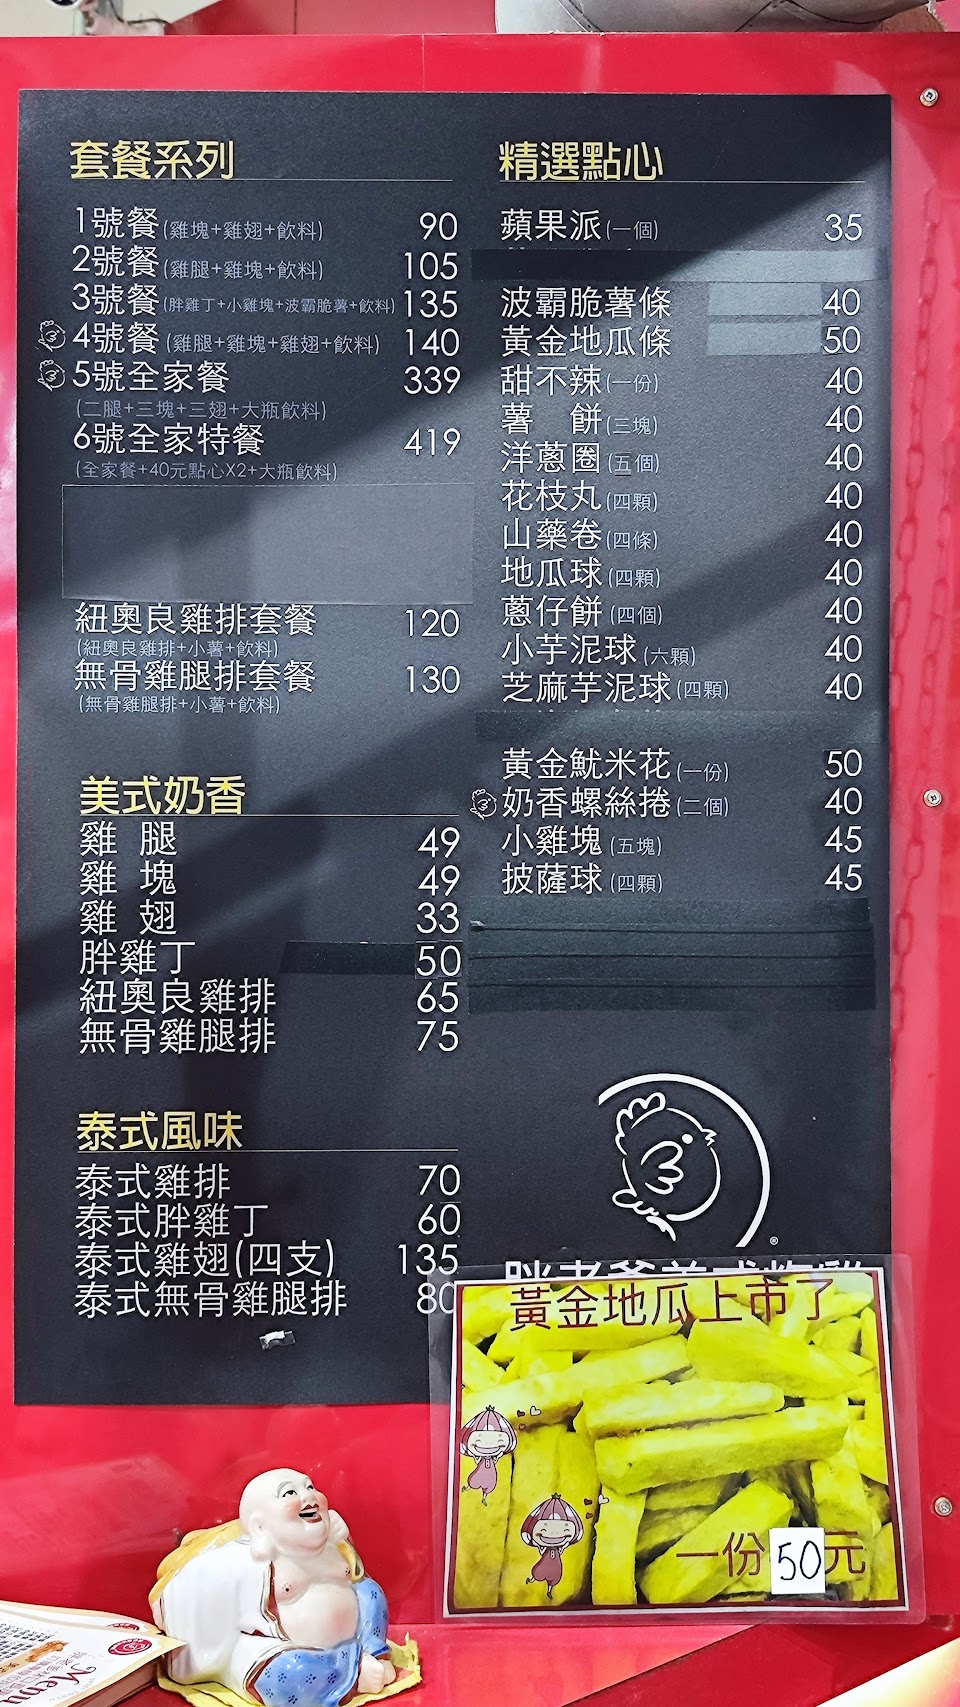 套餐系列
1號餐(雞塊+雞翅+飲料) 90
2號餐(雞腿+雞塊+飲料) 105
3號餐(胖雞丁+小雞塊+波霸脆薯+飲料) 135
4號餐(雞腿+雞塊+雞翅+飲料) 140
5號全家餐 339
(二腿+三塊+三翅+大瓶飲料)
6號全家特餐 419
(全家餐+40元點心X2+大瓶飲料)
紐奧良雞排套餐 120
(紐奧良雞排+小薯+飲料)
無骨雞腿排套餐 130
(無骨雞腿排+小薯+飲料)
美式奶香
雞 腿 49
雞 塊 49
雞 翅 33
胖雞丁 50
紐奧良雞排 65
無骨雞腿排 75
泰式風味
泰式雞排 70
泰式胖雞丁 60
泰式雞翅(四支) 135
泰式無骨雞腿排 80
精選點心
蘋果派(一個) 35
波霸脆薯條 40
黃金地瓜條 50
甜不辣(一份) 40
薯 餅(三塊) 40
洋蔥圈(五個) 40
花枝丸(四顆) 40
山藥卷(四條) 40
地瓜球(四顆) 40
蔥仔餅(四個) 40
小芋泥球(六顆) 40
芝麻芋泥球(四顆) 40
黃金魷米花(一份) 50
奶香螺絲捲(二個) 40
小雞塊(五塊) 45
披薩球(四顆) 45
胖老爹美式炸雞
黃金地瓜上市了
一份50元
Menu